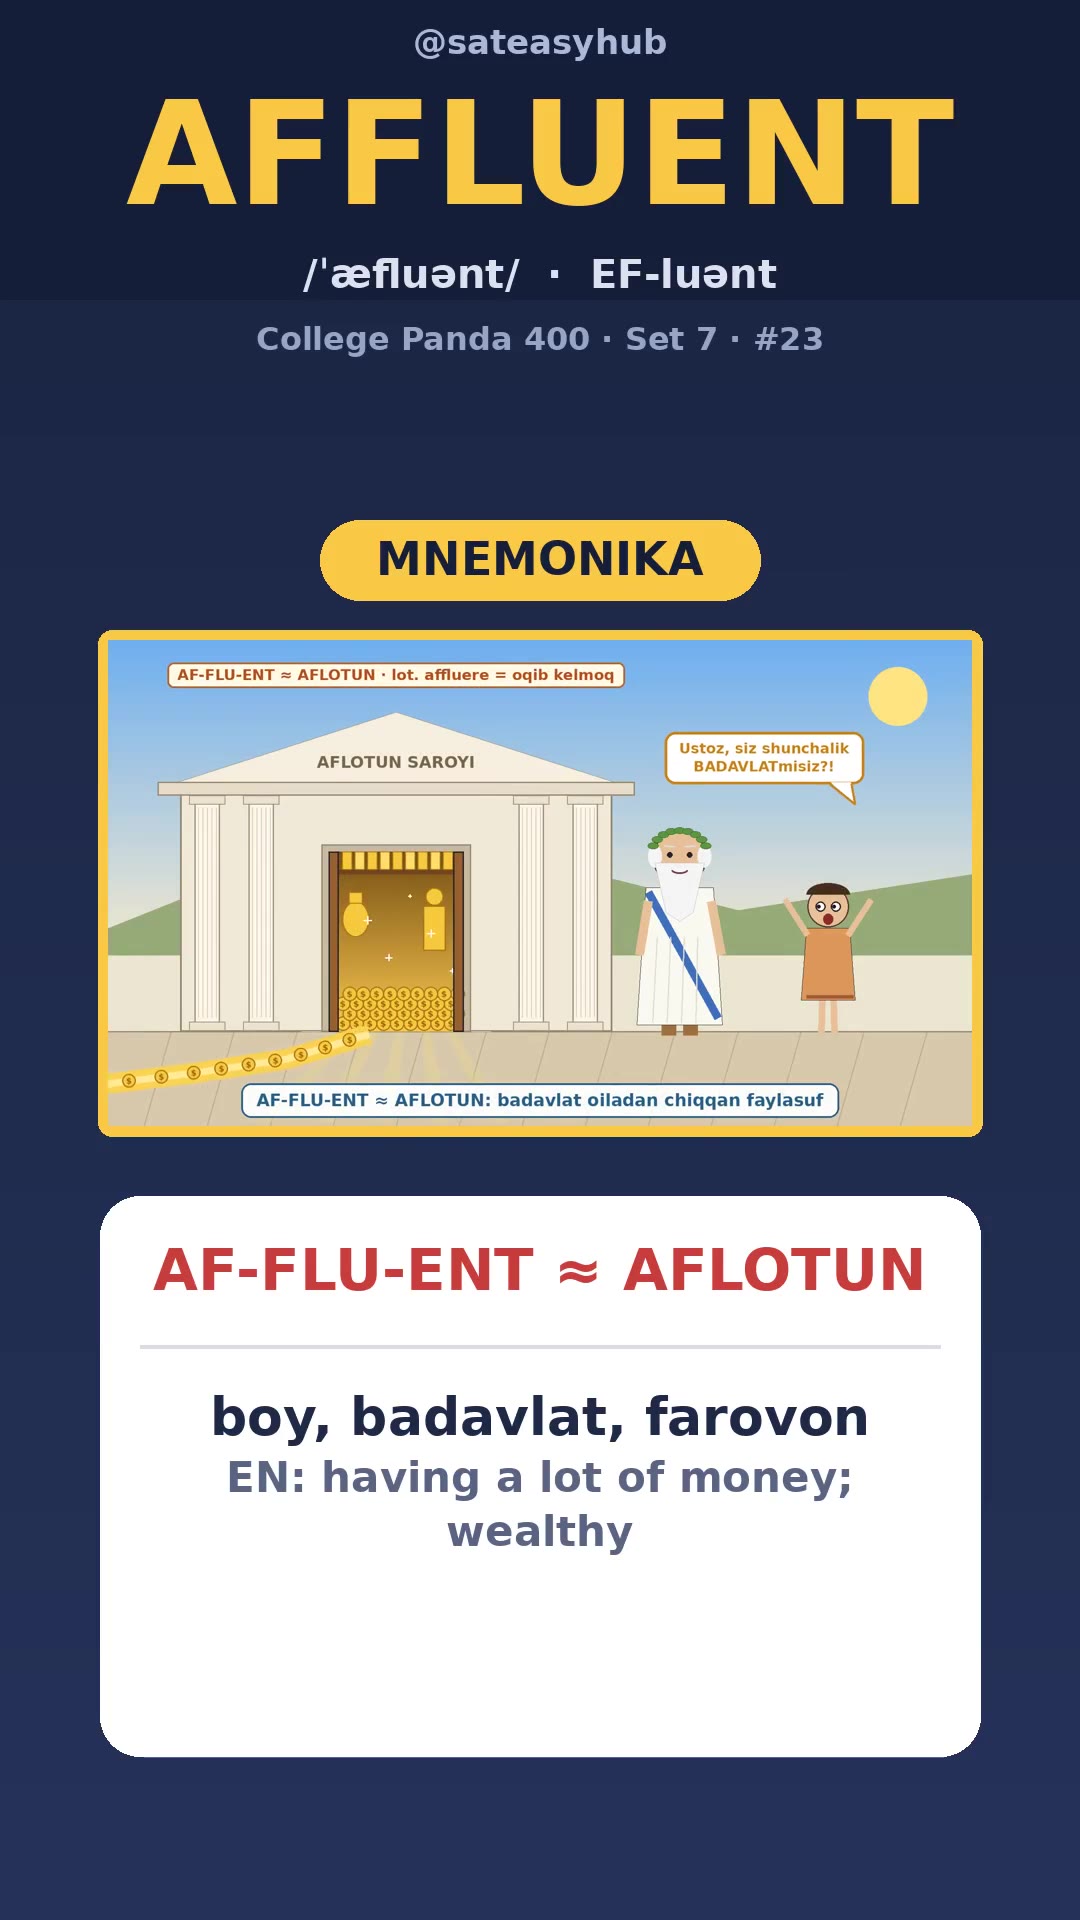 @sateasyhub
AFFLUENT
/ˈæfluənt/ · EF-luənt
College Panda 400 · Set 7 · #23
MNEMONIKA
AF-FLU-ENT ≈ AFLOTUN · lot. affluere = oqib kelmoq
AFLOTUN SAROYI
Ustoz, siz shunchalik
BADAVLATmisiz?!
AF-FLU-ENT ≈ AFLOTUN: badavlat oiladan chiqqan faylasuf
AF-FLU-ENT ≈ AFLOTUN
boy, badavlat, farovon
EN: having a lot of money;
wealthy